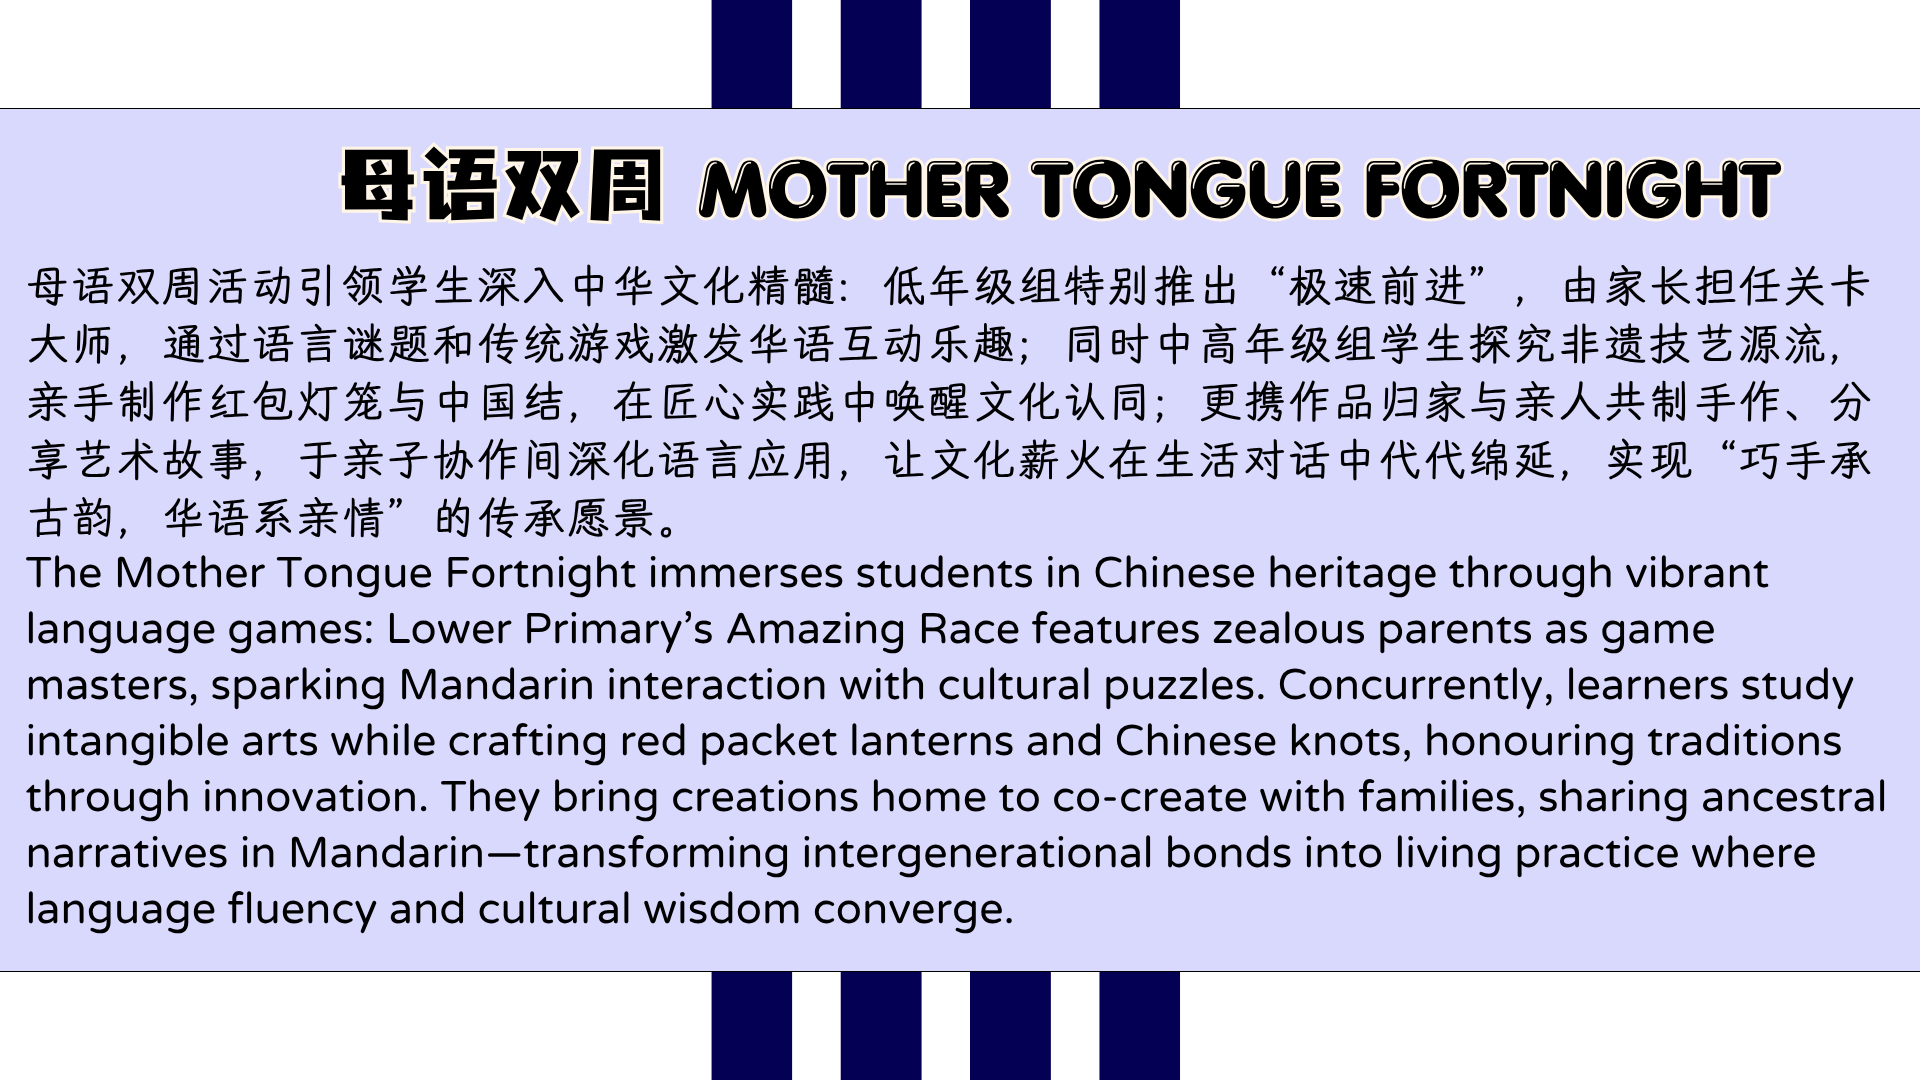 母语双周 MOTHER TONGUE FORTNIGHT
母语双周活动引领学生深入中华文化精髓：低年级组特别推出“极速前进”，由家长担任关卡
大师，通过语言谜题和传统游戏激发华语互动乐趣；同时中高年级组学生探究非遗技艺源流，
亲手制作红包灯笼与中国结，在匠心实践中唤醒文化认同；更携作品归家与亲人共制手作、分
享艺术故事，于亲子协作间深化语言应用，让文化薪火在生活对话中代代绵延，实现“巧手承
古韵，华语系亲情”的传承愿景。
The Mother Tongue Fortnight immerses students in Chinese heritage through vibrant
language games: Lower Primary’s Amazing Race features zealous parents as game
masters, sparking Mandarin interaction with cultural puzzles. Concurrently, learners study
intangible arts while crafting red packet lanterns and Chinese knots, honouring traditions
through innovation. They bring creations home to co-create with families, sharing ancestral
narratives in Mandarin—transforming intergenerational bonds into living practice where
language fluency and cultural wisdom converge.